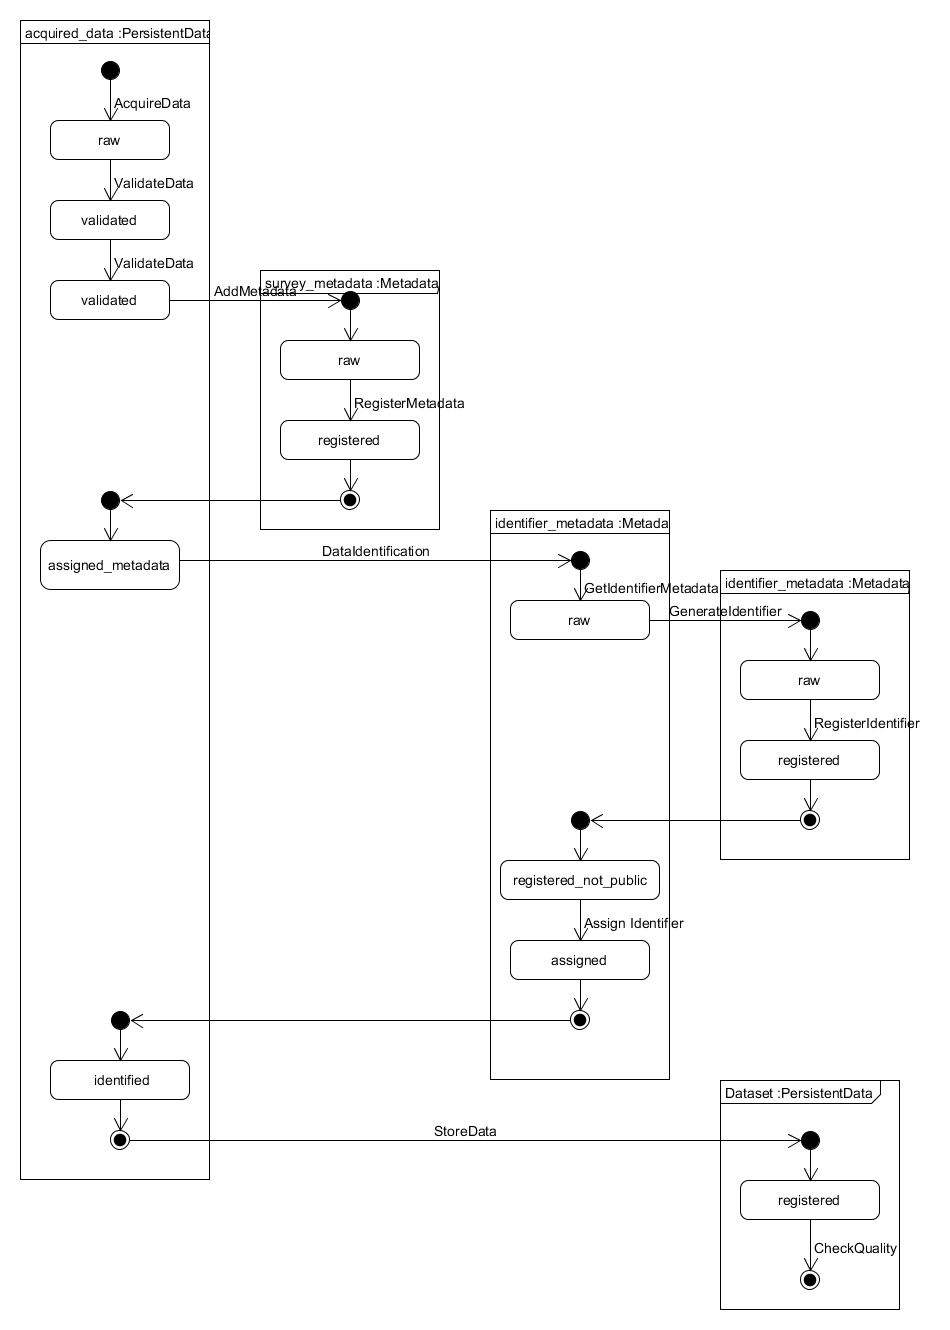 acquired_data :PersistentData
AcquireData
raw
ValidateData
validated
ValidateData
validated
AddMetadata
survey_metadata :Metadata
raw
RegisterMetadata
registered
assigned_metadata
DataIdentification
identifier_metadata :Metada
GetIdentifierMetadata
raw
GenerateIdentifier
identifier_metadata :Metadata
raw
RegisterIdentifier
registered
registered_not_public
Assign Identifier
assigned
identified
StoreData
Dataset :PersistentData
registered
CheckQuality